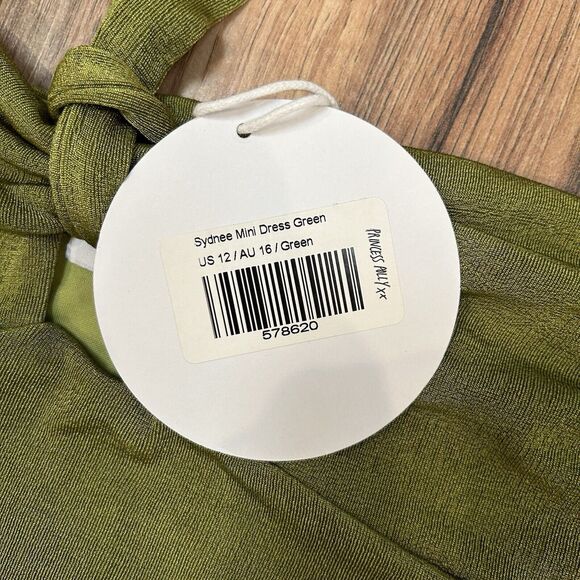 Sydnee Mini Dress Green
US 12 / AU 16 / Green
578620
PRINCESS POLLY xx